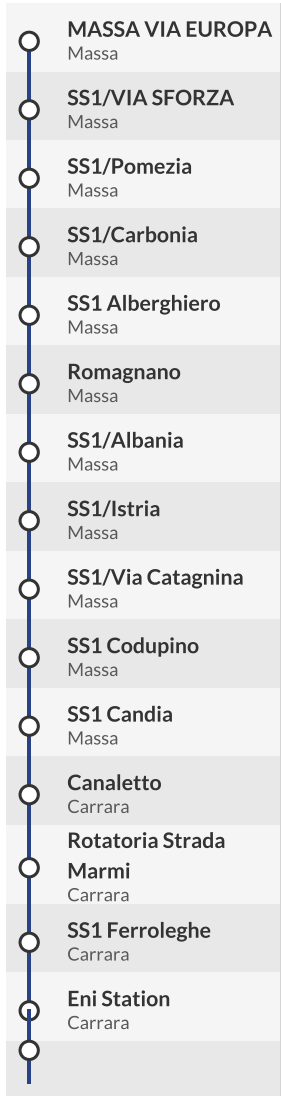 MASSA VIA EUROPA
Massa
SS1/VIA SFORZA
Massa
SS1/Pomezia
Massa
SS1/Carbonia
Massa
SS1 Alberghiero
Massa
Romagnano
Massa
SS1/Albania
Massa
SS1/Istria
Massa
SS1/Via Catagnina
Massa
SS1 Codupino
Massa
SS1 Candia
Massa
Canaletto
Carrara
Rotatoria Strada
Marmi
Carrara
SS1 Ferroleghe
Carrara
Eni Station
Carrara